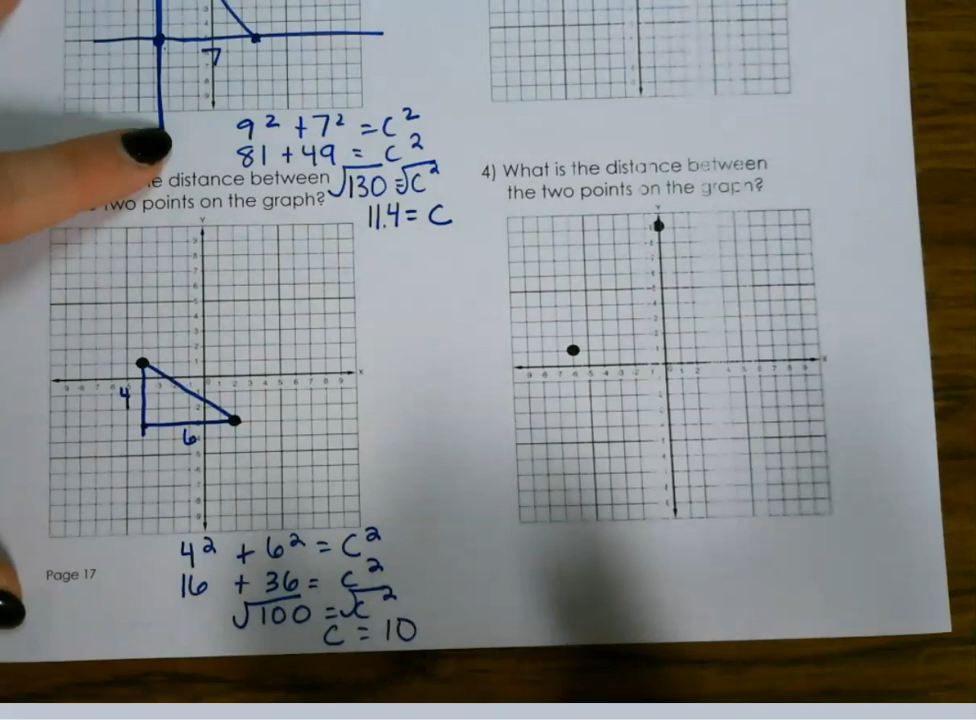 7
9² + 7² = c²
81 + 49 = c²
√130 = √c²
11.4 = c
e distance between
two points on the graph?
4
6
4² + 6² = c²
16 + 36 = c²
√100 = √c²
c = 10
Page 17
4) What is the distance between
the two points on the graph?